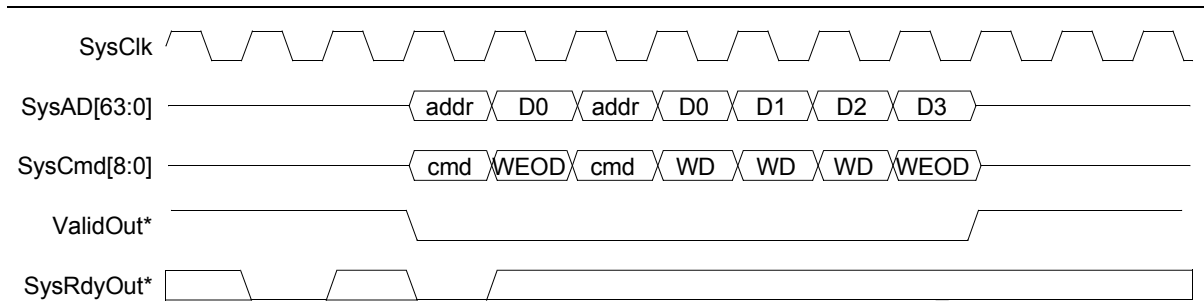 SysClk
SysAD[63:0] addr D0 addr D0 D1 D2 D3
SysCmd[8:0] cmd WEOD cmd WD WD WD WEOD
ValidOut*
SysRdyOut*